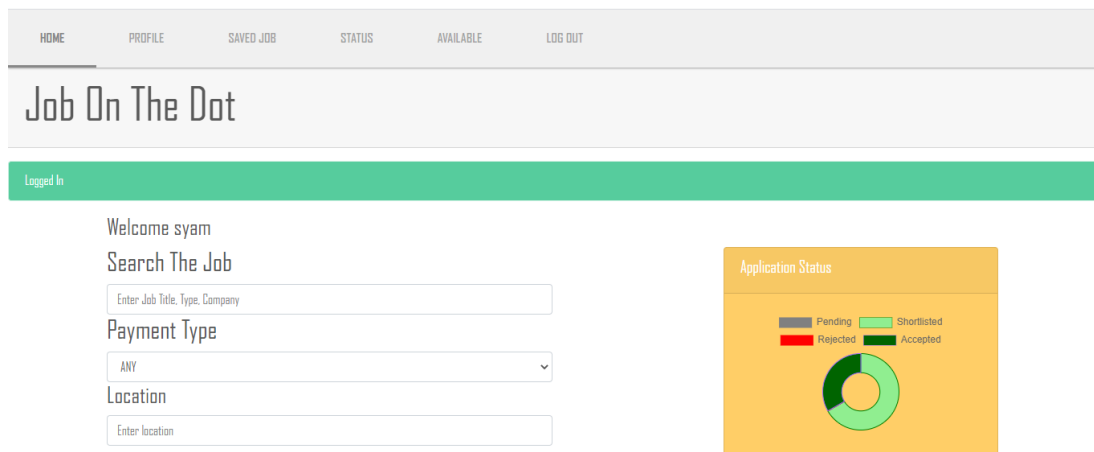 HOME PROFILE SAVED JOB STATUS AVAILABLE LOG OUT
Job On The Dot
Logged In
Welcome syam
Search The Job
Enter Job Title, Type, Company
Payment Type
ANY
Location
Enter location
Application Status
Pending Shortlisted
Rejected Accepted